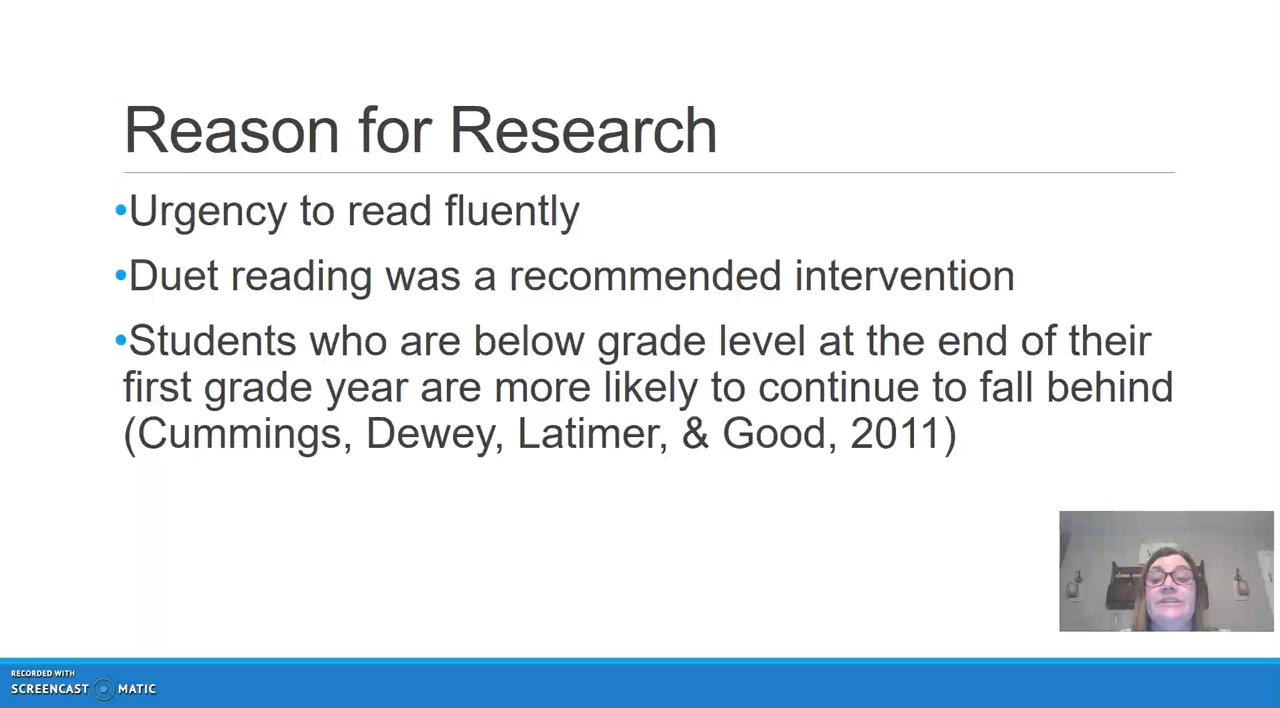 Reason for Research
•Urgency to read fluently
•Duet reading was a recommended intervention
•Students who are below grade level at the end of their
first grade year are more likely to continue to fall behind
(Cummings, Dewey, Latimer, & Good, 2011)
RECORDED WITH
SCREENCAST MATIC